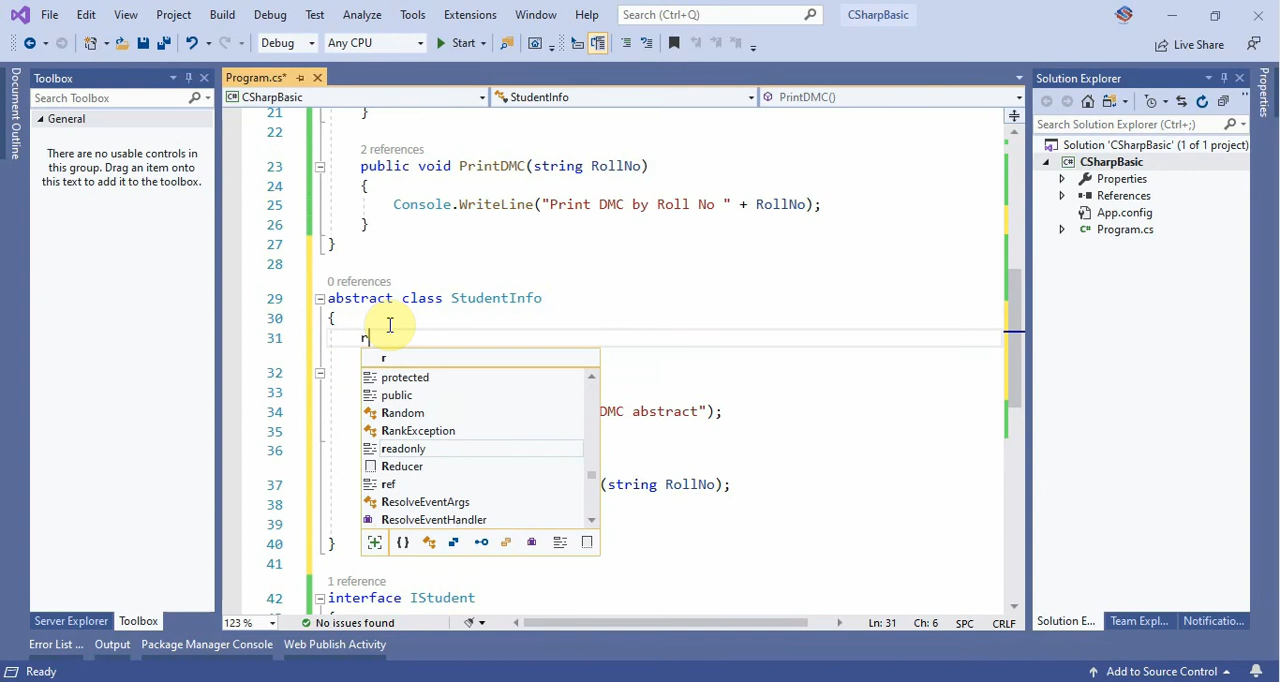 File Edit View Project Build Debug Test Analyze Tools Extensions Window Help Search (Ctrl+Q) CSharpBasic
Debug Any CPU Start Live Share
Document Outline
Toolbox
Search Toolbox
General
There are no usable controls in
this group. Drag an item onto
this text to add it to the toolbox.
Server Explorer Toolbox
Program.cs*
CSharpBasic StudentInfo PrintDMC()
21 }
22
2 references
23 public void PrintDMC(string RollNo)
24 {
25 Console.WriteLine("Print DMC by Roll No " + RollNo);
26 }
27 }
28
0 references
29 abstract class StudentInfo
30 {
31 r
r
protected
public
Random
RankException
readonly
Reducer
ref
ResolveEventArgs
ResolveEventHandler
32
33
34 DMC abstract");
35
36
37 (string RollNo);
38
39
40 }
41
1 reference
42 interface IStudent
123 % No issues found Ln: 31 Ch: 6 SPC CRLF
Solution Explorer
Search Solution Explorer (Ctrl+;)
Solution 'CSharpBasic' (1 of 1 project)
CSharpBasic
Properties
References
App.config
Program.cs
Solution E... Team Expl... Notificatio...
Properties
Error List ... Output Package Manager Console Web Publish Activity
Ready Add to Source Control